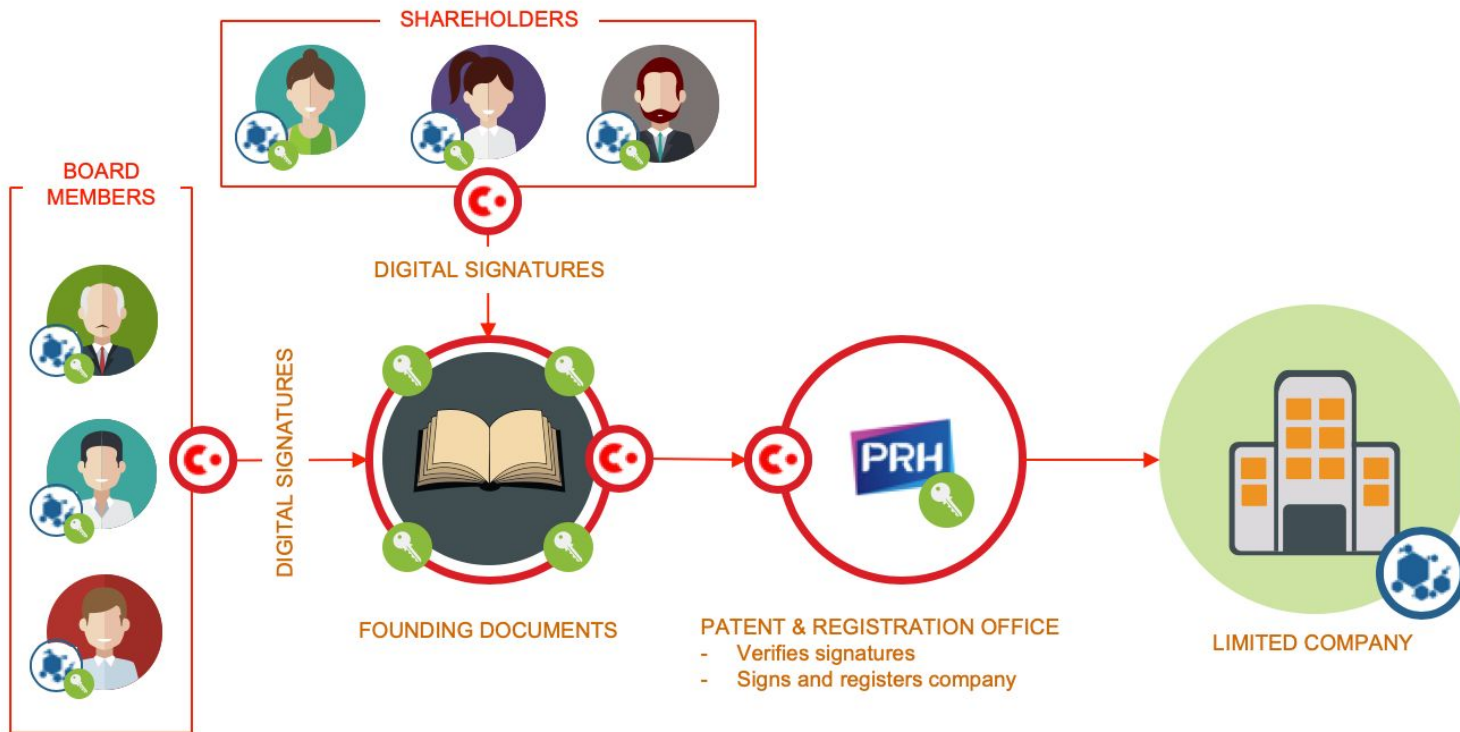 SHAREHOLDERS
BOARD
MEMBERS
DIGITAL SIGNATURES
DIGITAL SIGNATURES
PRH
FOUNDING DOCUMENTS
PATENT & REGISTRATION OFFICE
- Verifies signatures
- Signs and registers company
LIMITED COMPANY